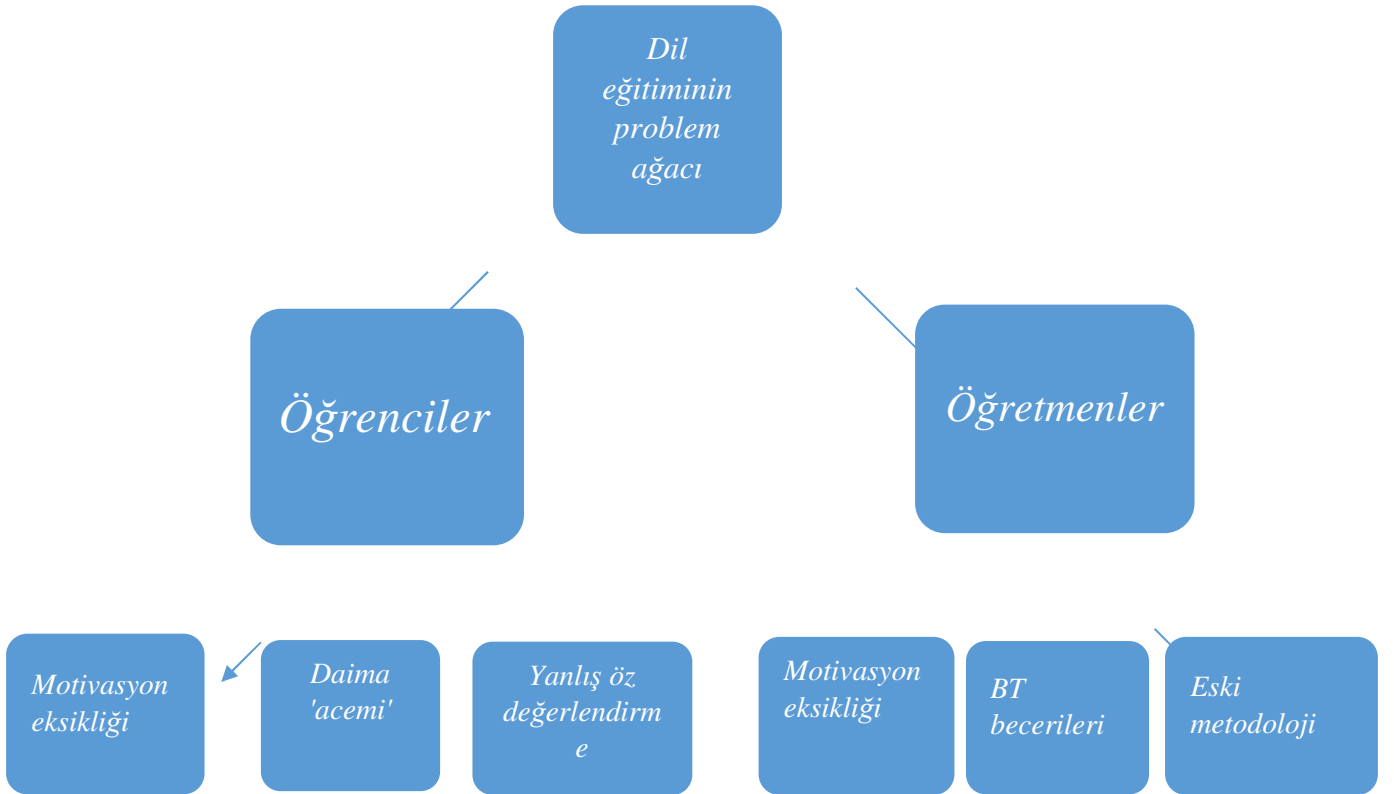 Dil
eğitiminin
problem
ağacı
Öğrenciler
Öğretmenler
Motivasyon
eksikliği
Daima
'acemi'
Yanlış öz
değerlendirm
e
Motivasyon
eksikliği
BT
becerileri
Eski
metodoloji